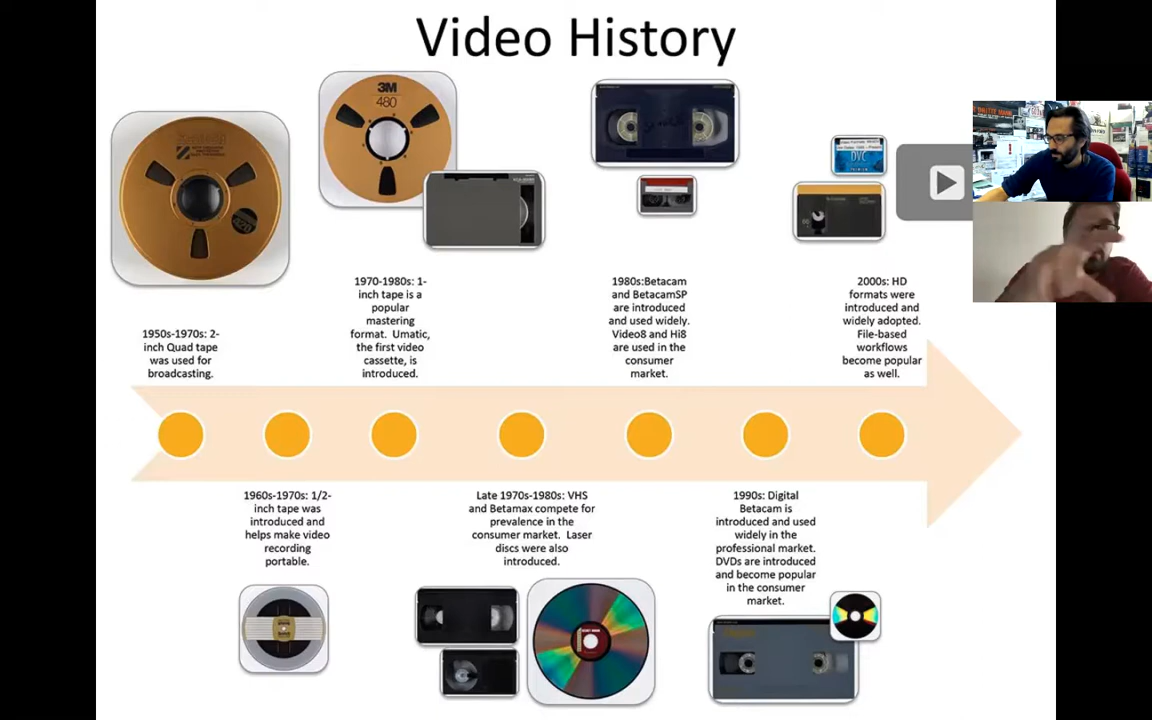 Video History
3M
480
DVC
1950s-1970s: 2-
inch Quad tape
was used for
broadcasting.
1970-1980s: 1-
inch tape is a
popular
mastering
format. Umatic,
the first video
cassette, is
introduced.
1980s:Betacam
and BetacamSP
are introduced
and used widely.
Video8 and Hi8
are used in the
consumer
market.
2000s: HD
formats were
introduced and
widely adopted.
File-based
workflows
become popular
as well.
1960s-1970s: 1/2-
inch tape was
introduced and
helps make video
recording
portable.
Late 1970s-1980s: VHS
and Betamax compete for
prevalence in the
consumer market. Laser
discs were also
introduced.
1990s: Digital
Betacam is
introduced and used
widely in the
professional market.
DVDs are introduced
and become popular
in the consumer
market.